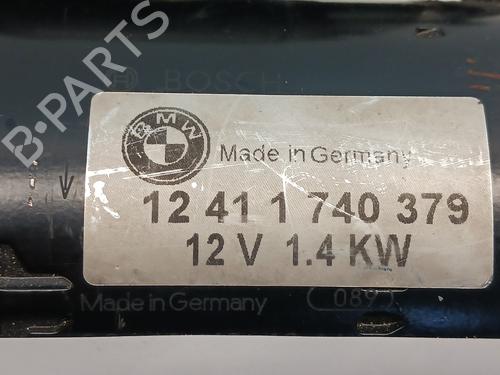 B-PARTS
BOSCH
BMW
Made in Germany
12 41 1 740 379
12 V 1.4 KW
Made in Germany
089